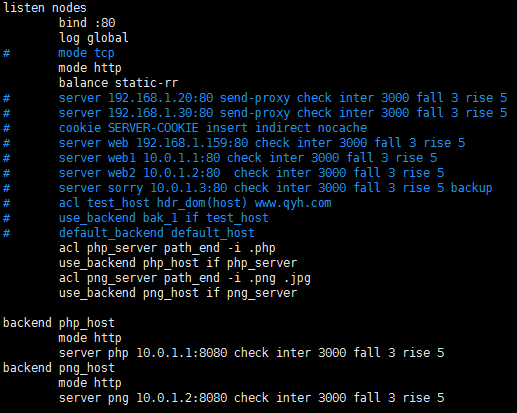 listen nodes
        bind :80
        log global
#       mode tcp
        mode http
        balance static-rr
#       server 192.168.1.20:80 send-proxy check inter 3000 fall 3 rise 5
#       server 192.168.1.30:80 send-proxy check inter 3000 fall 3 rise 5
#       cookie SERVER-COOKIE insert indirect nocache
#       server web 192.168.1.159:80 check inter 3000 fall 3 rise 5
#       server web1 10.0.1.1:80 check inter 3000 fall 3 rise 5
#       server web2 10.0.1.2:80  check inter 3000 fall 3 rise 5
#       server sorry 10.0.1.3:80 check inter 3000 fall 3 rise 5 backup
#       acl test_host hdr_dom(host) www.qyh.com
#       use_backend bak_1 if test_host
#       default_backend default_host
        acl php_server path_end -i .php
        use_backend php_host if php_server
        acl png_server path_end -i .png .jpg
        use_backend png_host if png_server

backend php_host
        mode http
        server php 10.0.1.1:8080 check inter 3000 fall 3 rise 5
backend png_host
        mode http
        server png 10.0.1.2:8080 check inter 3000 fall 3 rise 5